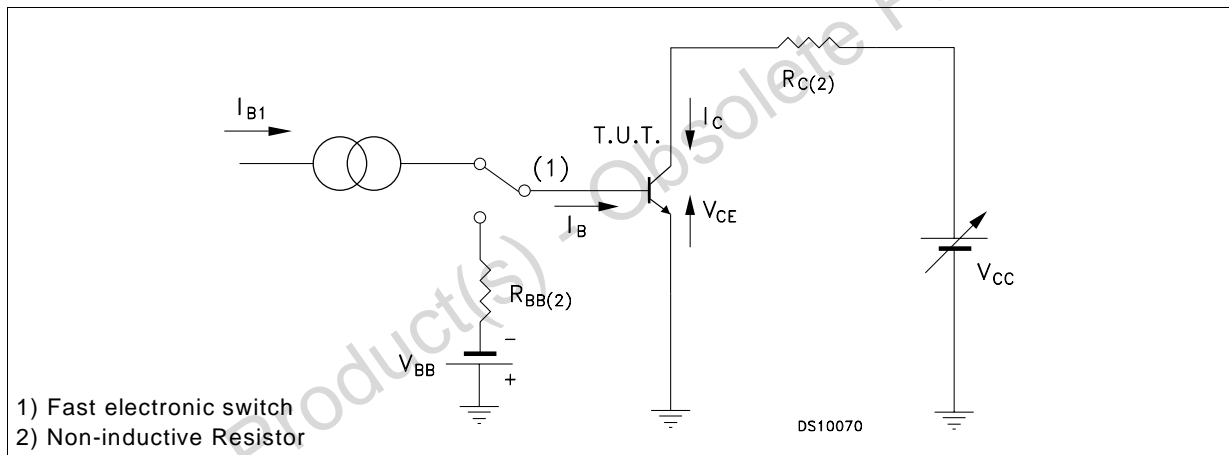 Product(s) - Obsolete
I_B1
(1)
I_B
T.U.T.
I_C
V_CE
R_C(2)
V_CC
R_BB(2)
V_BB
-
+
1) Fast electronic switch
2) Non-inductive Resistor
DS10070